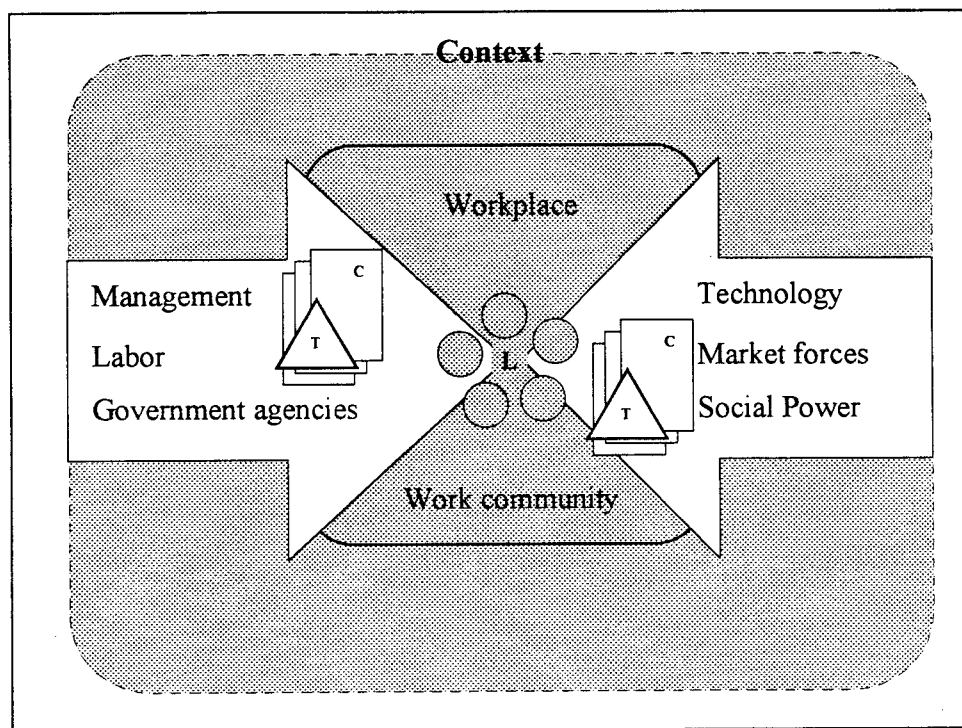 Context
Workplace
C
T
Management
Labor
Government agencies
L
Technology
C
Market forces
T
Social Power
Work community